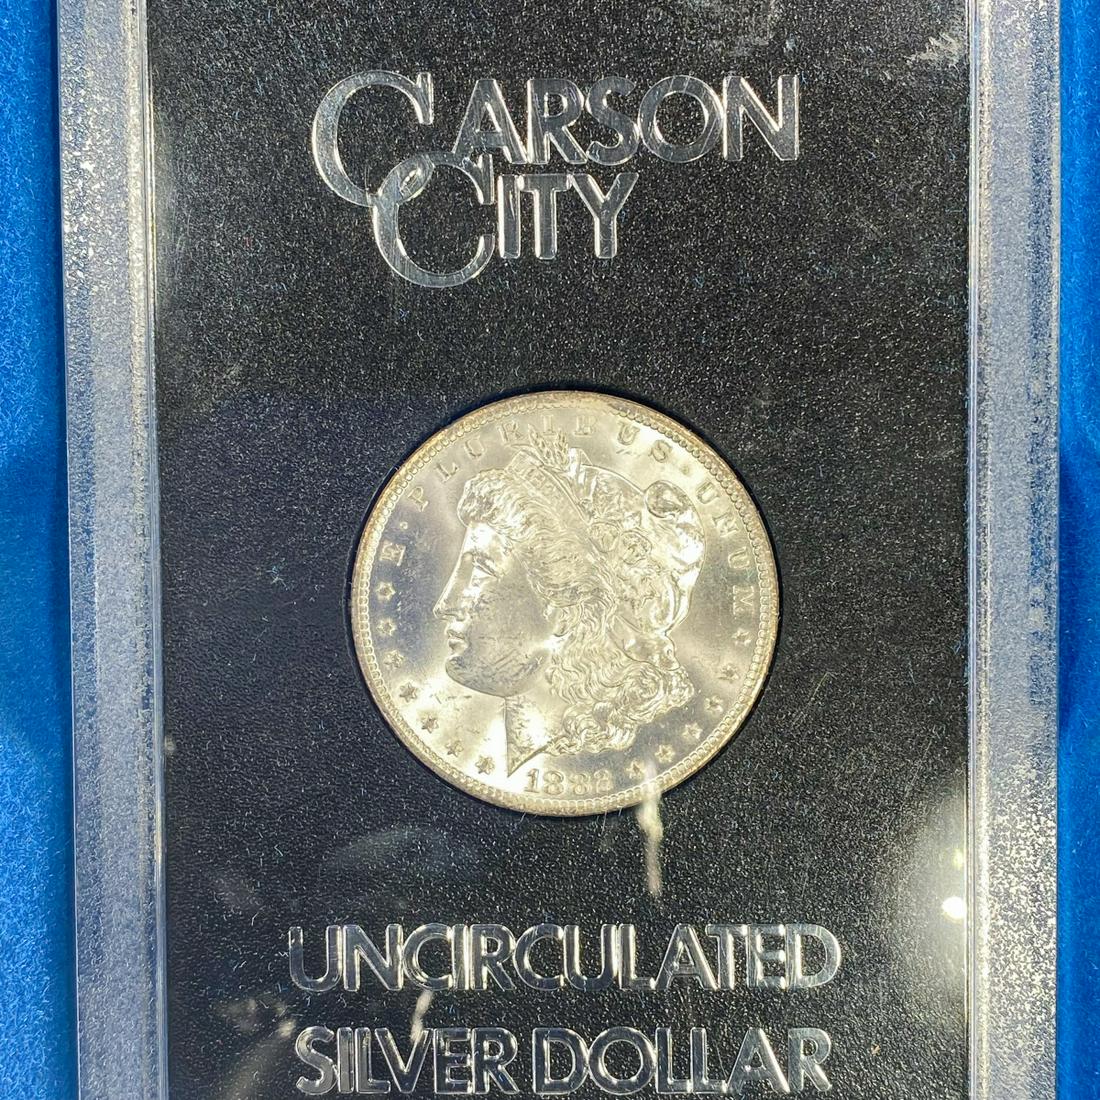 CARSON
CITY
E·PLURIBUS·UNUM
1882
UNCIRCULATED
SILVER DOLLAR